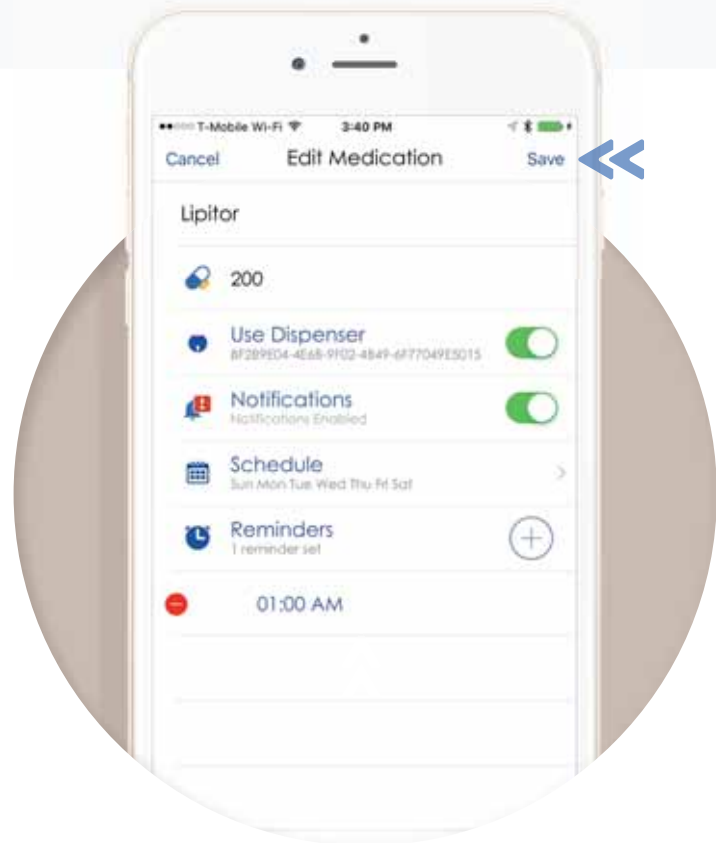 T-Mobile Wi-Fi 3:40 PM
Cancel Edit Medication Save
Lipitor
200
Use Dispenser
Notifications
Notifications Enabled
Schedule
Sun Mon Tue Wed Thu Fri Sat
Reminders
1 reminder set
01:00 AM